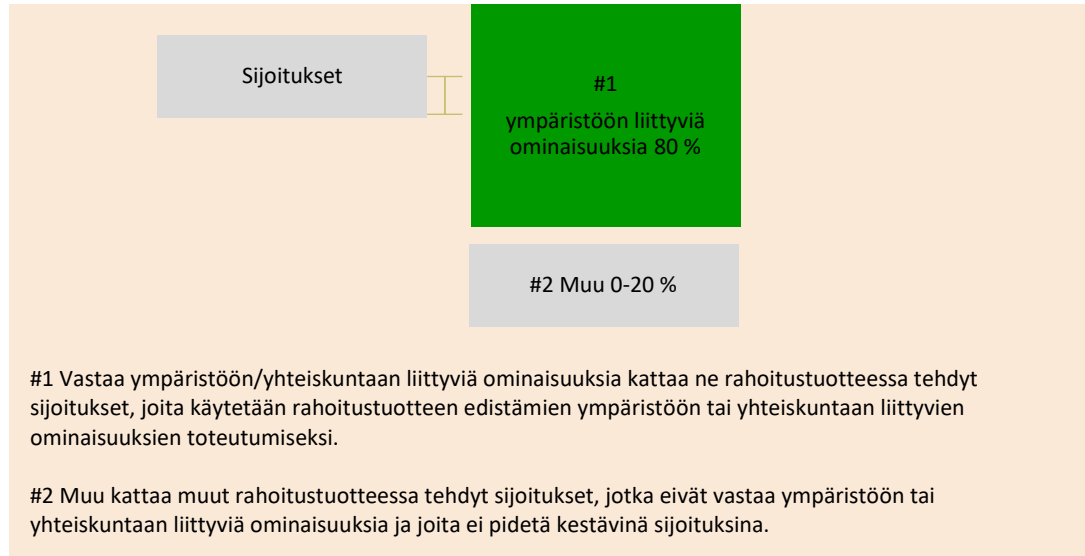 Sijoitukset
#1
ympäristöön liittyviä
ominaisuuksia 80 %
#2 Muu 0-20 %
#1 Vastaa ympäristöön/yhteiskuntaan liittyviä ominaisuuksia kattaa ne rahoitustuotteessa tehdyt
sijoitukset, joita käytetään rahoitustuotteen edistämien ympäristöön tai yhteiskuntaan liittyvien
ominaisuuksien toteutumiseksi.
#2 Muu kattaa muut rahoitustuotteessa tehdyt sijoitukset, jotka eivät vastaa ympäristöön tai
yhteiskuntaan liittyviä ominaisuuksia ja joita ei pidetä kestävinä sijoituksina.